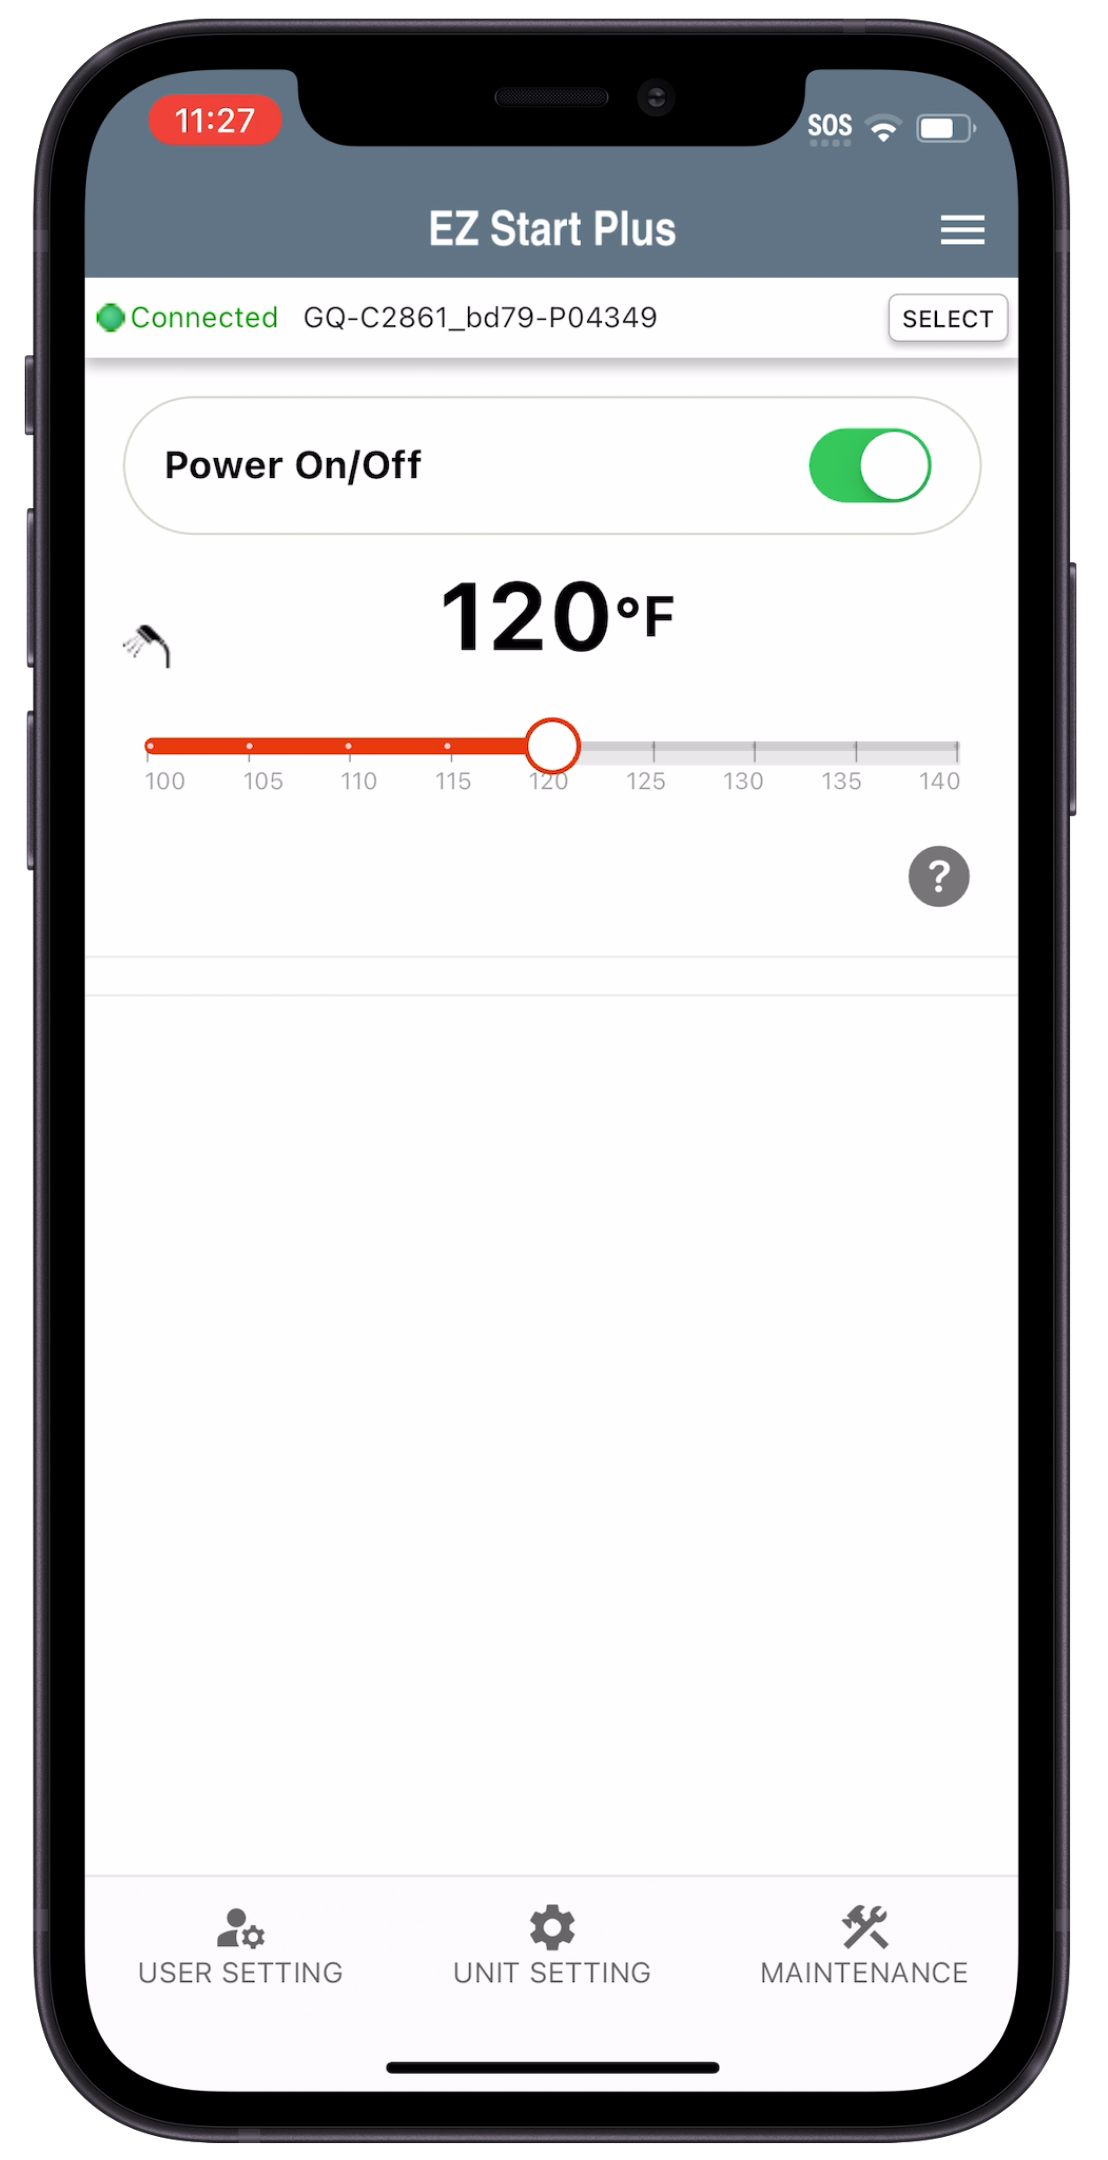 11:27 SOS
EZ Start Plus
Connected GQ-C2861_bd79-P04349 SELECT
Power On/Off
120°F
100 105 110 115 120 125 130 135 140
?
USER SETTING UNIT SETTING MAINTENANCE